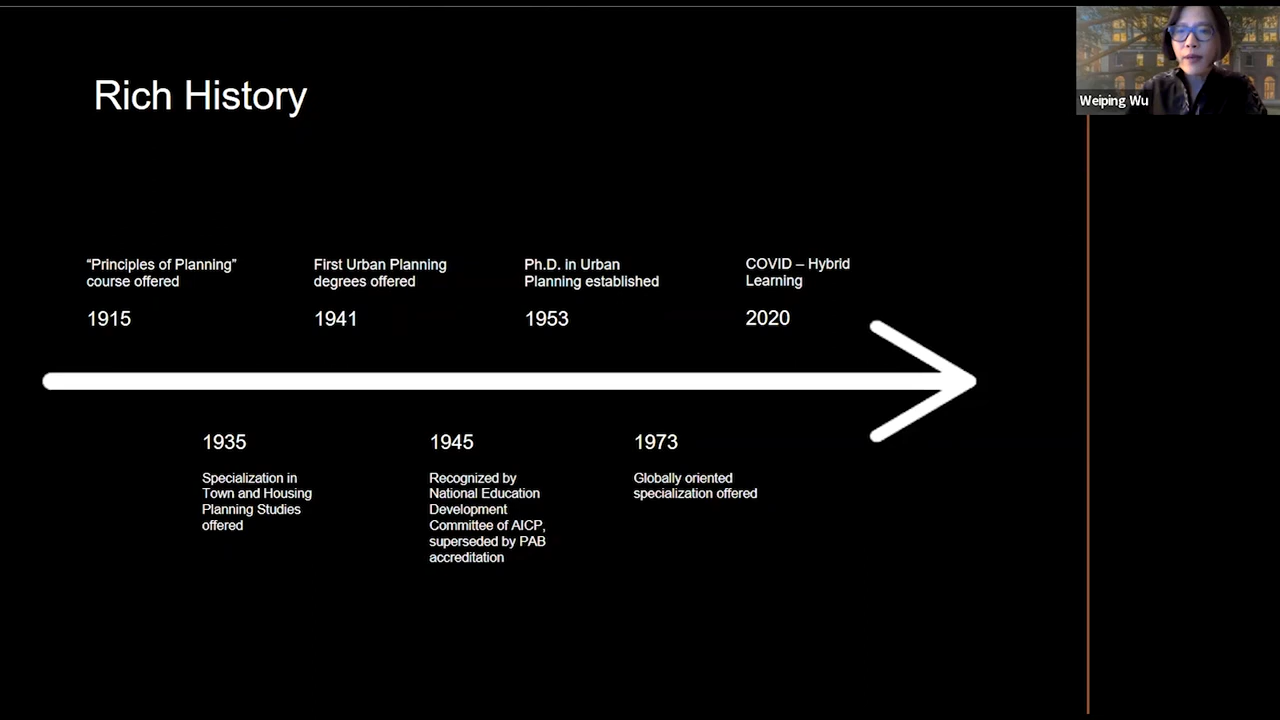 Rich History
Weiping Wu
“Principles of Planning”
course offered
1915
First Urban Planning
degrees offered
1941
Ph.D. in Urban
Planning established
1953
COVID – Hybrid
Learning
2020
1935
Specialization in
Town and Housing
Planning Studies
offered
1945
Recognized by
National Education
Development
Committee of AICP,
superseded by PAB
accreditation
1973
Globally oriented
specialization offered